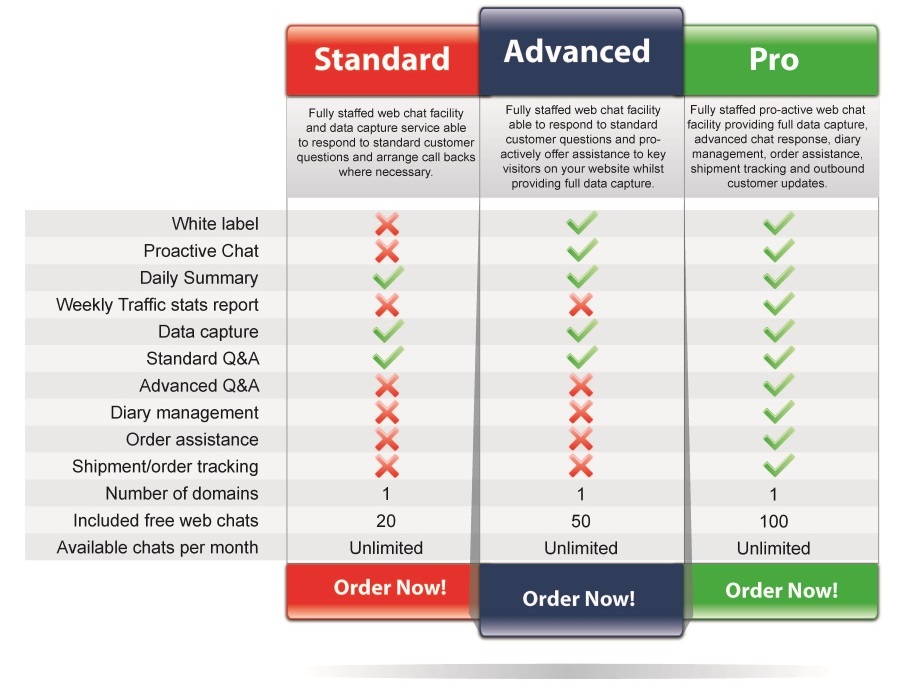 Standard
Advanced
Pro
Fully staffed web chat facility
and data capture service able
to respond to standard customer
questions and arrange call backs
where necessary.
Fully staffed web chat facility
able to respond to standard
customer questions and pro-
actively offer assistance to key
visitors on your website whilst
providing full data capture.
Fully staffed pro-active web chat
facility providing full data capture,
advanced chat response, diary
management, order assistance,
shipment tracking and outbound
customer updates.
White label
Proactive Chat
Daily Summary
Weekly Traffic stats report
Data capture
Standard Q&A
Advanced Q&A
Diary management
Order assistance
Shipment/order tracking
Number of domains 1 1 1
Included free web chats 20 50 100
Available chats per month Unlimited Unlimited Unlimited
Order Now! Order Now! Order Now!